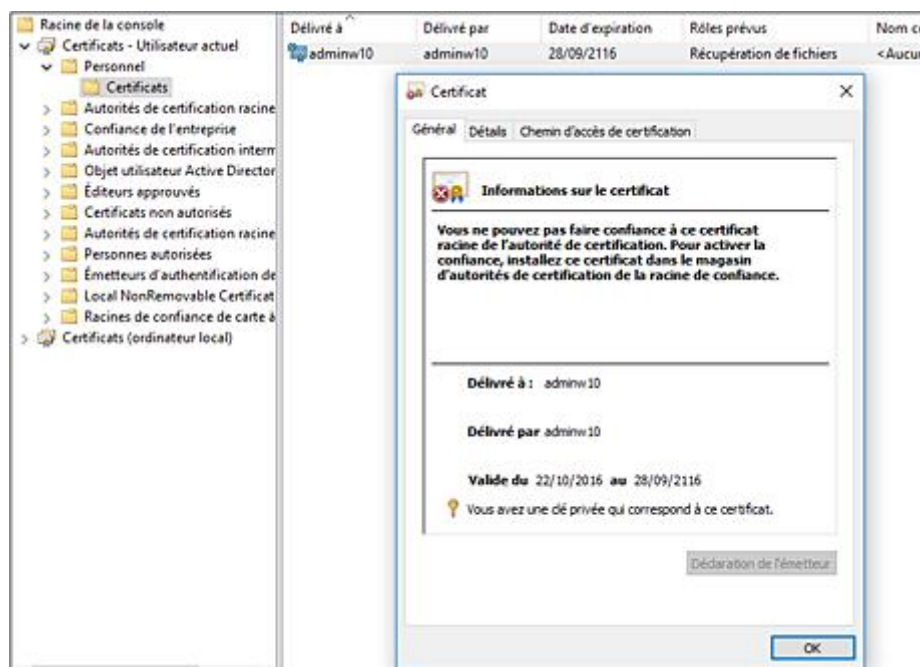 Racine de la console
Certificats - Utilisateur actuel
Personnel
Certificats
Autorités de certification racine
Confiance de l'entreprise
Autorités de certification interm
Objet utilisateur Active Director
Éditeurs approuvés
Certificats non autorisés
Autorités de certification racine
Personnes autorisées
Émetteurs d'authentification de
Local NonRemovable Certificat
Racines de confiance de carte à
Certificats (ordinateur local)
Délivré à Délivré par Date d'expiration Rôles prévus Nom co
adminw10 adminw10 28/09/2116 Récupération de fichiers <Aucun
Certificat
Général Détails Chemin d'accès de certification
Informations sur le certificat
Vous ne pouvez pas faire confiance à ce certificat
racine de l'autorité de certification. Pour activer la
confiance, installez ce certificat dans le magasin
d'autorités de certification de la racine de confiance.
Délivré à : adminw10
Délivré par adminw10
Valide du 22/10/2016 au 28/09/2116
Vous avez une clé privée qui correspond à ce certificat.
Déclaration de l'émetteur
OK